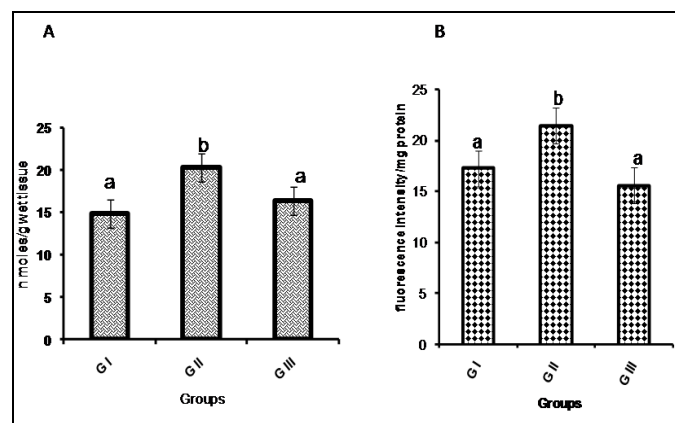 A
n moles/g wet tissue
25
20
15
10
5
0
a
b
a
G I
G II
G III
Groups
B
fluorescence intensity/mg protein
25
20
15
10
5
0
a
b
a
G I
G II
G III
Groups